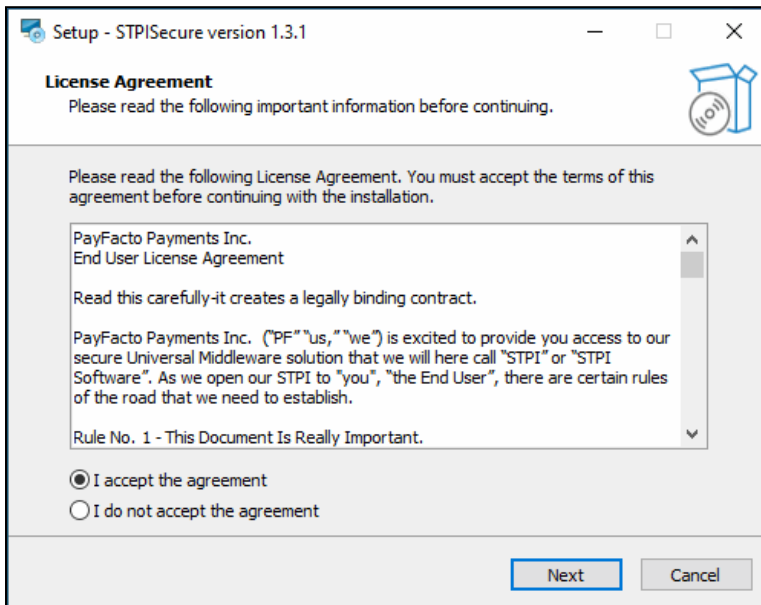 Setup - STPISecure version 1.3.1
License Agreement
Please read the following important information before continuing.
Please read the following License Agreement. You must accept the terms of this
agreement before continuing with the installation.
PayFacto Payments Inc.
End User License Agreement
Read this carefully-it creates a legally binding contract.
PayFacto Payments Inc.  (“PF” “us,” “we”) is excited to provide you access to our
secure Universal Middleware solution that we will here call “STPI” or “STPI
Software”. As we open our STPI to "you", “the End User”, there are certain rules
of the road that we need to establish.
Rule No. 1 - This Document Is Really Important.
I accept the agreement
I do not accept the agreement
Next
Cancel